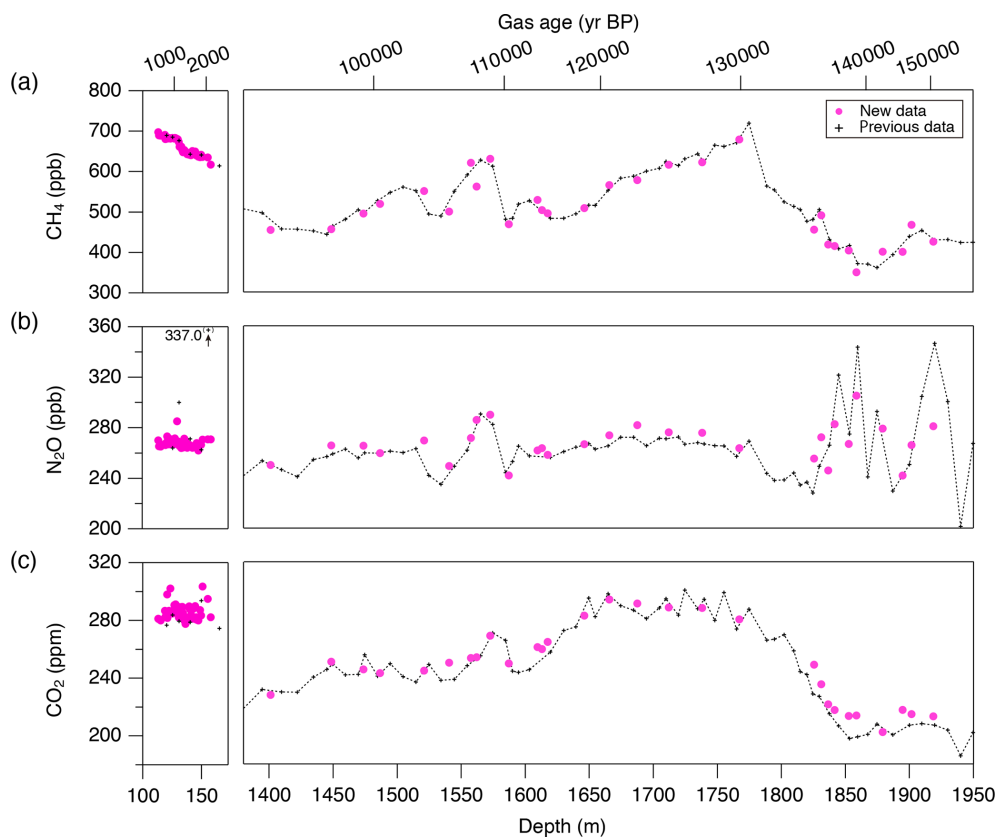 Gas age (yr BP)
1000 2000 100000 110000 120000 130000 140000 150000
(a)
800
700
600
500
400
300
CH4 (ppb)
New data
Previous data
(b)
360
320
280
240
200
N2O (ppb)
337.0(+)
(c)
320
280
240
200
CO2 (ppm)
100 150 1400 1450 1500 1550 1600 1650 1700 1750 1800 1850 1900 1950
Depth (m)